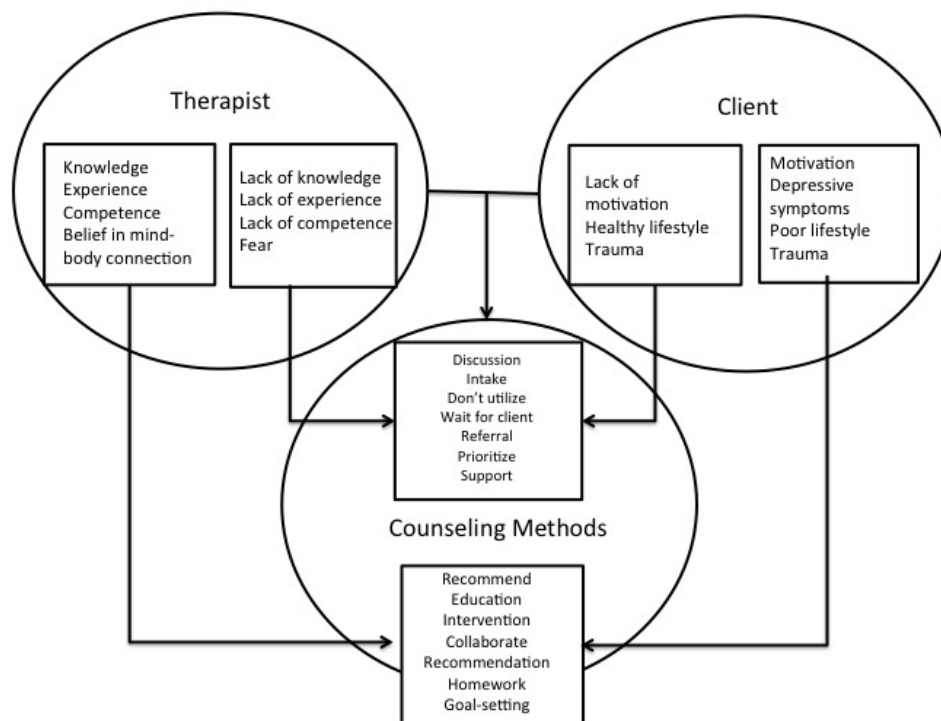 Therapist
Client
Knowledge
Experience
Competence
Belief in mind-
body connection
Lack of knowledge
Lack of experience
Lack of competence
Fear
Lack of
motivation
Healthy lifestyle
Trauma
Motivation
Depressive
symptoms
Poor lifestyle
Trauma
Discussion
Intake
Don't utilize
Wait for client
Referral
Prioritize
Support
Counseling Methods
Recommend
Education
Intervention
Collaborate
Recommendation
Homework
Goal-setting